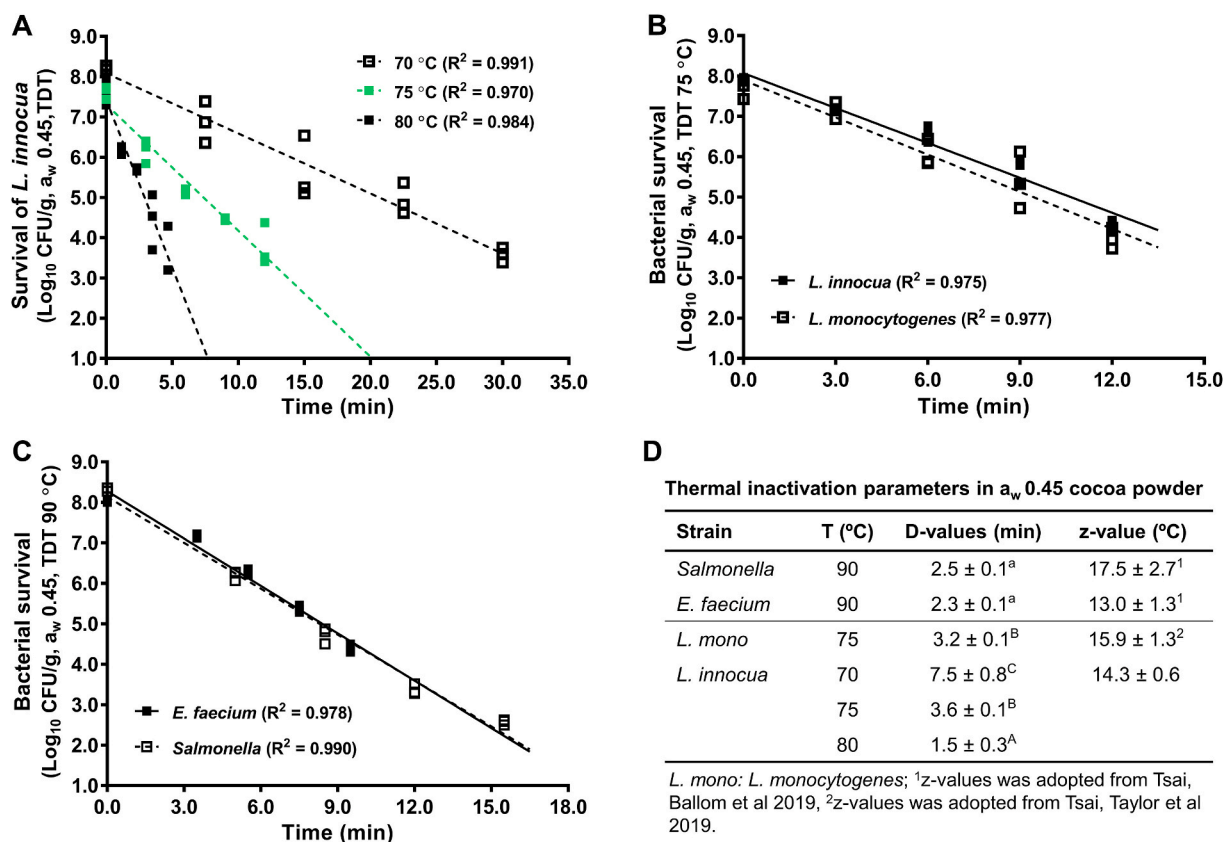 A
Survival of L. innocua
(Log10 CFU/g, aw 0.45, TDT)
9.0
8.0
7.0
6.0
5.0
4.0
3.0
2.0
1.0
70 °C (R2 = 0.991)
75 °C (R2 = 0.970)
80 °C (R2 = 0.984)
0.0 5.0 10.0 15.0 20.0 25.0 30.0 35.0
Time (min)
B
Bacterial survival
(Log10 CFU/g, aw 0.45, TDT 75 °C)
9.0
8.0
7.0
6.0
5.0
4.0
3.0
2.0
1.0
L. innocua (R2 = 0.975)
L. monocytogenes (R2 = 0.977)
0.0 3.0 6.0 9.0 12.0 15.0
Time (min)
C
Bacterial survival
(Log10 CFU/g, aw 0.45, TDT 90 °C)
9.0
8.0
7.0
6.0
5.0
4.0
3.0
2.0
1.0
E. faecium (R2 = 0.978)
Salmonella (R2 = 0.990)
0.0 3.0 6.0 9.0 12.0 15.0 18.0
Time (min)
D
Thermal inactivation parameters in aw 0.45 cocoa powder
Strain T (ºC) D-values (min) z-value (ºC)
Salmonella 90 2.5 ± 0.1a 17.5 ± 2.71
E. faecium 90 2.3 ± 0.1a 13.0 ± 1.31
L. mono 75 3.2 ± 0.1B 15.9 ± 1.32
L. innocua 70 7.5 ± 0.8C 14.3 ± 0.6
75 3.6 ± 0.1B
80 1.5 ± 0.3A
L. mono: L. monocytogenes; 1z-values was adopted from Tsai,
Ballom et al 2019, 2z-values was adopted from Tsai, Taylor et al
2019.